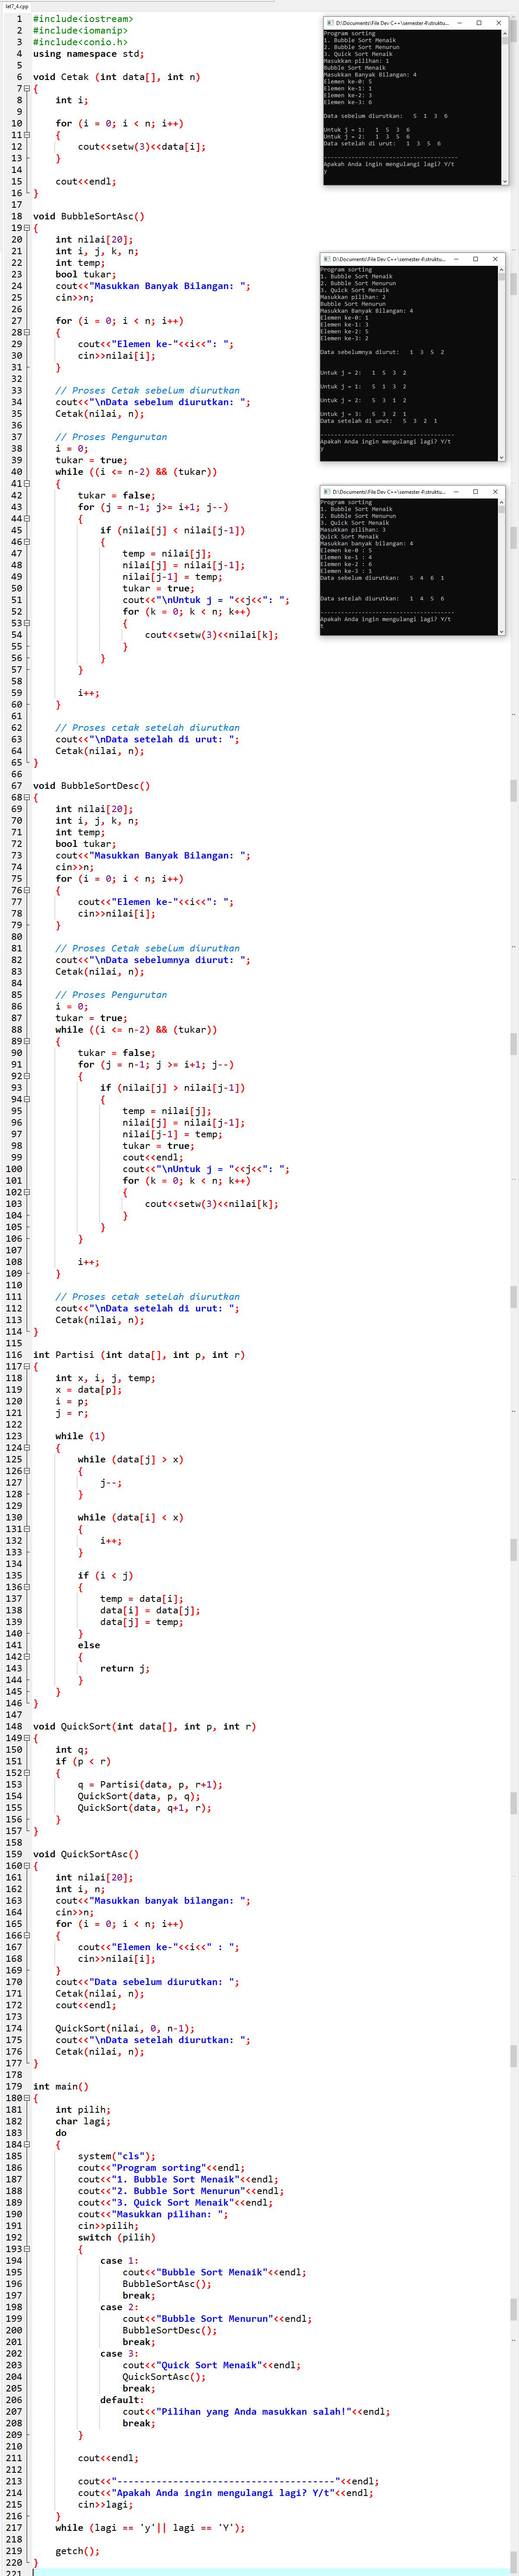 lat7_4.cpp
1 #include<iostream>
2 #include<iomanip>
3 #include<conio.h>
4 using namespace std;
5
6 void Cetak (int data[], int n)
7 {
8     int i;
9
10     for (i = 0; i < n; i++)
11     {
12         cout<<setw(3)<<data[i];
13     }
14
15     cout<<endl;
16 }
17
18 void BubbleSortAsc()
19 {
20     int nilai[20];
21     int i, j, k, n;
22     int temp;
23     bool tukar;
24     cout<<"Masukkan Banyak Bilangan: ";
25     cin>>n;
26
27     for (i = 0; i < n; i++)
28     {
29         cout<<"Elemen ke-"<<i<<": ";
30         cin>>nilai[i];
31     }
32
33     // Proses Cetak sebelum diurutkan
34     cout<<"\nData sebelum diurutkan: ";
35     Cetak(nilai, n);
36
37     // Proses Pengurutan
38     i = 0;
39     tukar = true;
40     while ((i <= n-2) && (tukar))
41     {
42         tukar = false;
43         for (j = n-1; j>= i+1; j--)
44         {
45             if (nilai[j] < nilai[j-1])
46             {
47                 temp = nilai[j];
48                 nilai[j] = nilai[j-1];
49                 nilai[j-1] = temp;
50                 tukar = true;
51                 cout<<"\nUntuk j = "<<j<<": ";
52                 for (k = 0; k < n; k++)
53                 {
54                     cout<<setw(3)<<nilai[k];
55                 }
56             }
57         }
58
59         i++;
60     }
61
62     // Proses cetak setelah diurutkan
63     cout<<"\nData setelah di urut: ";
64     Cetak(nilai, n);
65 }
66
67 void BubbleSortDesc()
68 {
69     int nilai[20];
70     int i, j, k, n;
71     int temp;
72     bool tukar;
73     cout<<"Masukkan Banyak Bilangan: ";
74     cin>>n;
75     for (i = 0; i < n; i++)
76     {
77         cout<<"Elemen ke-"<<i<<": ";
78         cin>>nilai[i];
79     }
80
81     // Proses Cetak sebelum diurutkan
82     cout<<"\nData sebelumnya diurut: ";
83     Cetak(nilai, n);
84
85     // Proses Pengurutan
86     i = 0;
87     tukar = true;
88     while ((i <= n-2) && (tukar))
89     {
90         tukar = false;
91         for (j = n-1; j >= i+1; j--)
92         {
93             if (nilai[j] > nilai[j-1])
94             {
95                 temp = nilai[j];
96                 nilai[j] = nilai[j-1];
97                 nilai[j-1] = temp;
98                 tukar = true;
99                 cout<<endl;
100                 cout<<"\nUntuk j = "<<j<<": ";
101                 for (k = 0; k < n; k++)
102                 {
103                     cout<<setw(3)<<nilai[k];
104                 }
105             }
106         }
107
108         i++;
109     }
110
111     // Proses cetak setelah diurutkan
112     cout<<"\nData setelah di urut: ";
113     Cetak(nilai, n);
114 }
115
116 int Partisi (int data[], int p, int r)
117 {
118     int x, i, j, temp;
119     x = data[p];
120     i = p;
121     j = r;
122
123     while (1)
124     {
125         while (data[j] > x)
126         {
127             j--;
128         }
129
130         while (data[i] < x)
131         {
132             i++;
133         }
134
135         if (i < j)
136         {
137             temp = data[i];
138             data[i] = data[j];
139             data[j] = temp;
140         }
141         else
142         {
143             return j;
144         }
145     }
146 }
147
148 void QuickSort(int data[], int p, int r)
149 {
150     int q;
151     if (p < r)
152     {
153         q = Partisi(data, p, r+1);
154         QuickSort(data, p, q);
155         QuickSort(data, q+1, r);
156     }
157 }
158
159 void QuickSortAsc()
160 {
161     int nilai[20];
162     int i, n;
163     cout<<"Masukkan banyak bilangan: ";
164     cin>>n;
165     for (i = 0; i < n; i++)
166     {
167         cout<<"Elemen ke-"<<i<<" : ";
168         cin>>nilai[i];
169     }
170     cout<<"Data sebelum diurutkan: ";
171     Cetak(nilai, n);
172     cout<<endl;
173
174     QuickSort(nilai, 0, n-1);
175     cout<<"\nData setelah diurutkan: ";
176     Cetak(nilai, n);
177 }
178
179 int main()
180 {
181     int pilih;
182     char lagi;
183     do
184     {
185         system("cls");
186         cout<<"Program sorting"<<endl;
187         cout<<"1. Bubble Sort Menaik"<<endl;
188         cout<<"2. Bubble Sort Menurun"<<endl;
189         cout<<"3. Quick Sort Menaik"<<endl;
190         cout<<"Masukkan pilihan: ";
191         cin>>pilih;
192         switch (pilih)
193         {
194             case 1:
195                 cout<<"Bubble Sort Menaik"<<endl;
196                 BubbleSortAsc();
197                 break;
198             case 2:
199                 cout<<"Bubble Sort Menurun"<<endl;
200                 BubbleSortDesc();
201                 break;
202             case 3:
203                 cout<<"Quick Sort Menaik"<<endl;
204                 QuickSortAsc();
205                 break;
206             default:
207                 cout<<"Pilihan yang Anda masukkan salah!"<<endl;
208                 break;
209         }
210
211         cout<<endl;
212
213         cout<<"---------------------------------------"<<endl;
214         cout<<"Apakah Anda ingin mengulangi lagi? Y/t"<<endl;
215         cin>>lagi;
216     }
217     while (lagi == 'y'|| lagi == 'Y');
218
219     getch();
220 }
221
D:\Documents\File Dev C++\semester 4\struktu...
Program sorting
1. Bubble Sort Menaik
2. Bubble Sort Menurun
3. Quick Sort Menaik
Masukkan pilihan: 1
Bubble Sort Menaik
Masukkan Banyak Bilangan: 4
Elemen ke-0: 5
Elemen ke-1: 1
Elemen ke-2: 3
Elemen ke-3: 6
Data sebelum diurutkan:   5  1  3  6
Untuk j = 1:   1  5  3  6
Untuk j = 2:   1  3  5  6
Data setelah di urut:   1  3  5  6
---------------------------------------
Apakah Anda ingin mengulangi lagi? Y/t
y
D:\Documents\File Dev C++\semester 4\struktu...
Program sorting
1. Bubble Sort Menaik
2. Bubble Sort Menurun
3. Quick Sort Menaik
Masukkan pilihan: 2
Bubble Sort Menurun
Masukkan Banyak Bilangan: 4
Elemen ke-0: 1
Elemen ke-1: 3
Elemen ke-2: 5
Elemen ke-3: 2
Data sebelumnya diurut:   1  3  5  2
Untuk j = 2:   1  5  3  2
Untuk j = 1:   5  1  3  2
Untuk j = 2:   5  3  1  2
Untuk j = 3:   5  3  2  1
Data setelah di urut:   5  3  2  1
---------------------------------------
Apakah Anda ingin mengulangi lagi? Y/t
y
D:\Documents\File Dev C++\semester 4\struktu...
Program sorting
1. Bubble Sort Menaik
2. Bubble Sort Menurun
3. Quick Sort Menaik
Masukkan pilihan: 3
Quick Sort Menaik
Masukkan banyak bilangan: 4
Elemen ke-0 : 5
Elemen ke-1 : 4
Elemen ke-2 : 6
Elemen ke-3 : 1
Data sebelum diurutkan:   5  4  6  1
Data setelah diurutkan:   1  4  5  6
---------------------------------------
Apakah Anda ingin mengulangi lagi? Y/t
t